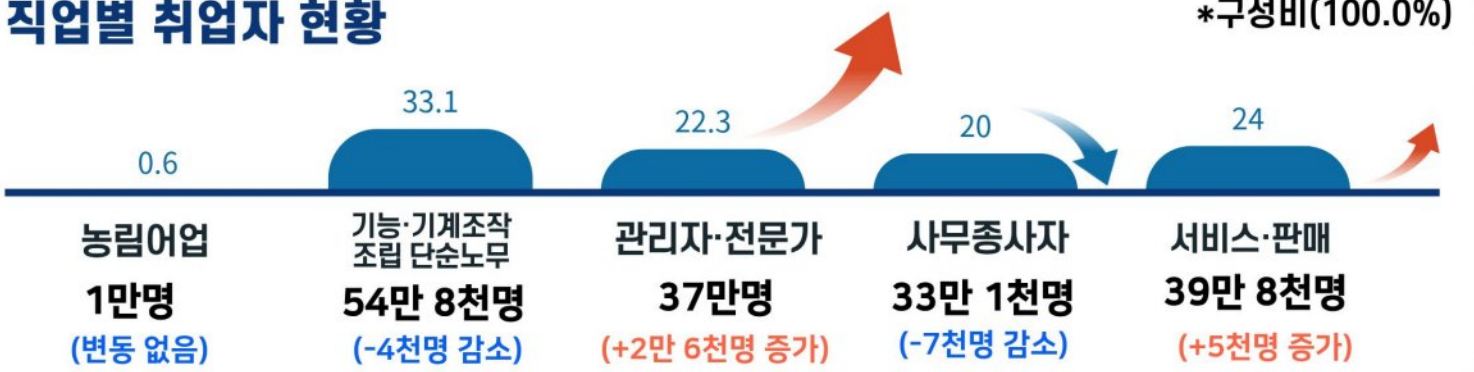 직업별 취업자 현황
*구성비(100.0%)
0.6
33.1
22.3
20
24
농림어업
기능·기계조작
조립 단순노무
관리자·전문가
사무종사자
서비스·판매
1만명
54만 8천명
37만명
33만 1천명
39만 8천명
(변동 없음)
(-4천명 감소)
(+2만 6천명 증가)
(-7천명 감소)
(+5천명 증가)